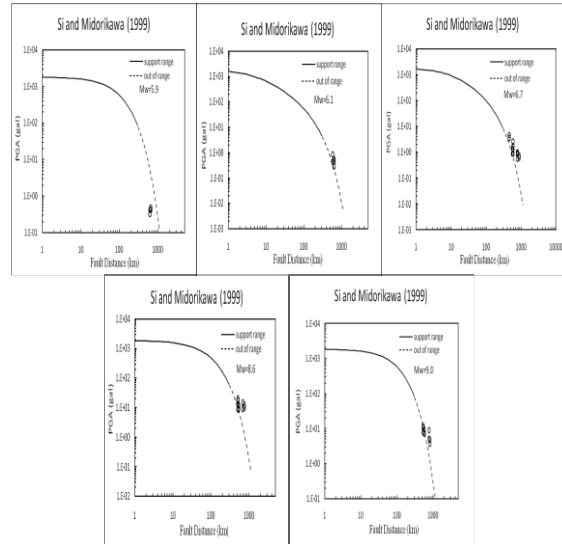 Si and Midorikawa (1999)
1.E+04
1.E+03
1.E+02
1.E+01
1.E+00
1.E-01
PGA (gal)
support range
out of range
Mw=5.9
1
10
100
1000
10000
Fault Distance (km)
Si and Midorikawa (1999)
1.E+04
1.E+03
1.E+02
1.E+01
1.E+00
1.E-01
1.E-02
1.E-03
PGA (gal)
support range
out of range
Mw=6.1
1
10
100
1000
10000
Fault Distance (km)
Si and Midorikawa (1999)
1.E+04
1.E+03
1.E+02
1.E+01
1.E+00
1.E-01
1.E-02
1.E-03
PGA (gal)
support range
out of range
Mw=6.7
1
10
100
1000
10000
Fault Distance (km)
Si and Midorikawa (1999)
1.E+04
1.E+03
1.E+02
1.E+01
1.E+00
1.E-01
1.E-02
PGA (gal)
support range
out of range
Mw=8.6
1
10
100
1000
10000
Fault Distance (km)
Si and Midorikawa (1999)
1.E+04
1.E+03
1.E+02
1.E+01
1.E+00
1.E-01
PGA (gal)
support range
out of range
Mw=9.0
1
10
100
1000
10000
Fault Distance (km)